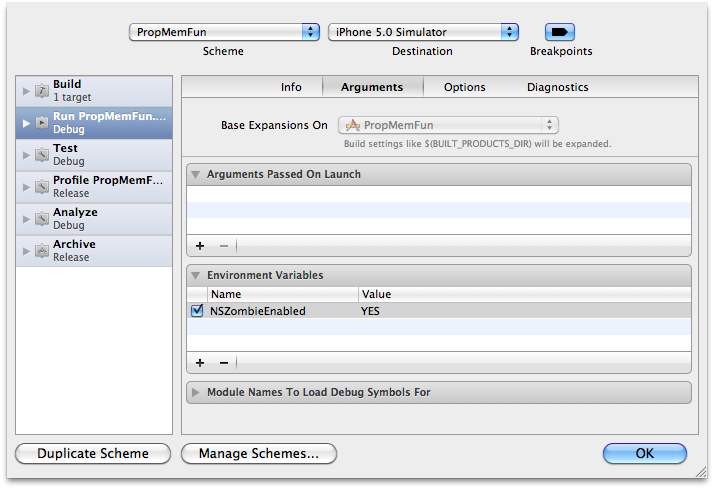 PropMemFun
iPhone 5.0 Simulator
Scheme
Destination
Breakpoints
Build
1 target
Run PropMemFun....
Debug
Test
Debug
Profile PropMemF...
Release
Analyze
Debug
Archive
Release
Info
Arguments
Options
Diagnostics
Base Expansions On
PropMemFun
Build settings like $(BUILT_PRODUCTS_DIR) will be expanded.
Arguments Passed On Launch
+ −
Environment Variables
Name
Value
NSZombieEnabled
YES
+ −
Module Names To Load Debug Symbols For
Duplicate Scheme
Manage Schemes...
OK